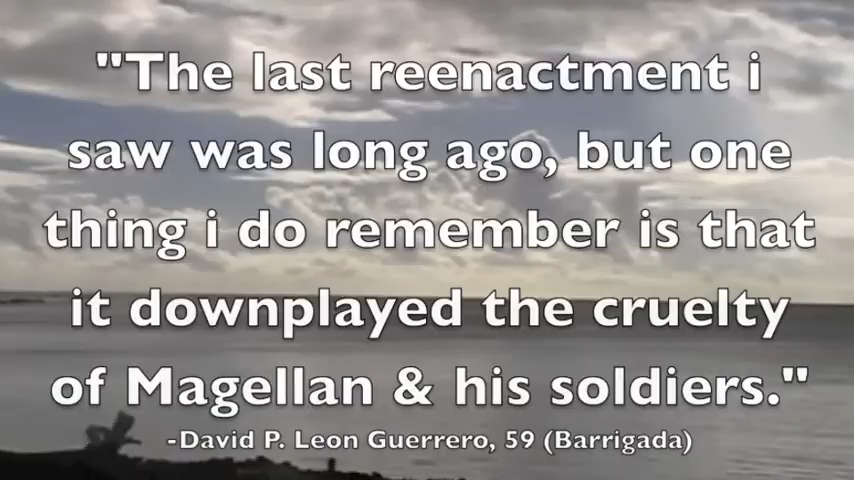 "The last reenactment i
saw was long ago, but one
thing i do remember is that
it downplayed the cruelty
of Magellan & his soldiers."
-David P. Leon Guerrero, 59 (Barrigada)